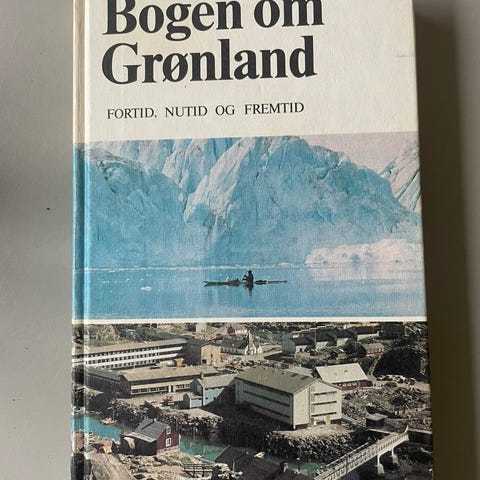 Bogen om
Grønland
FORTID, NUTID OG FREMTID